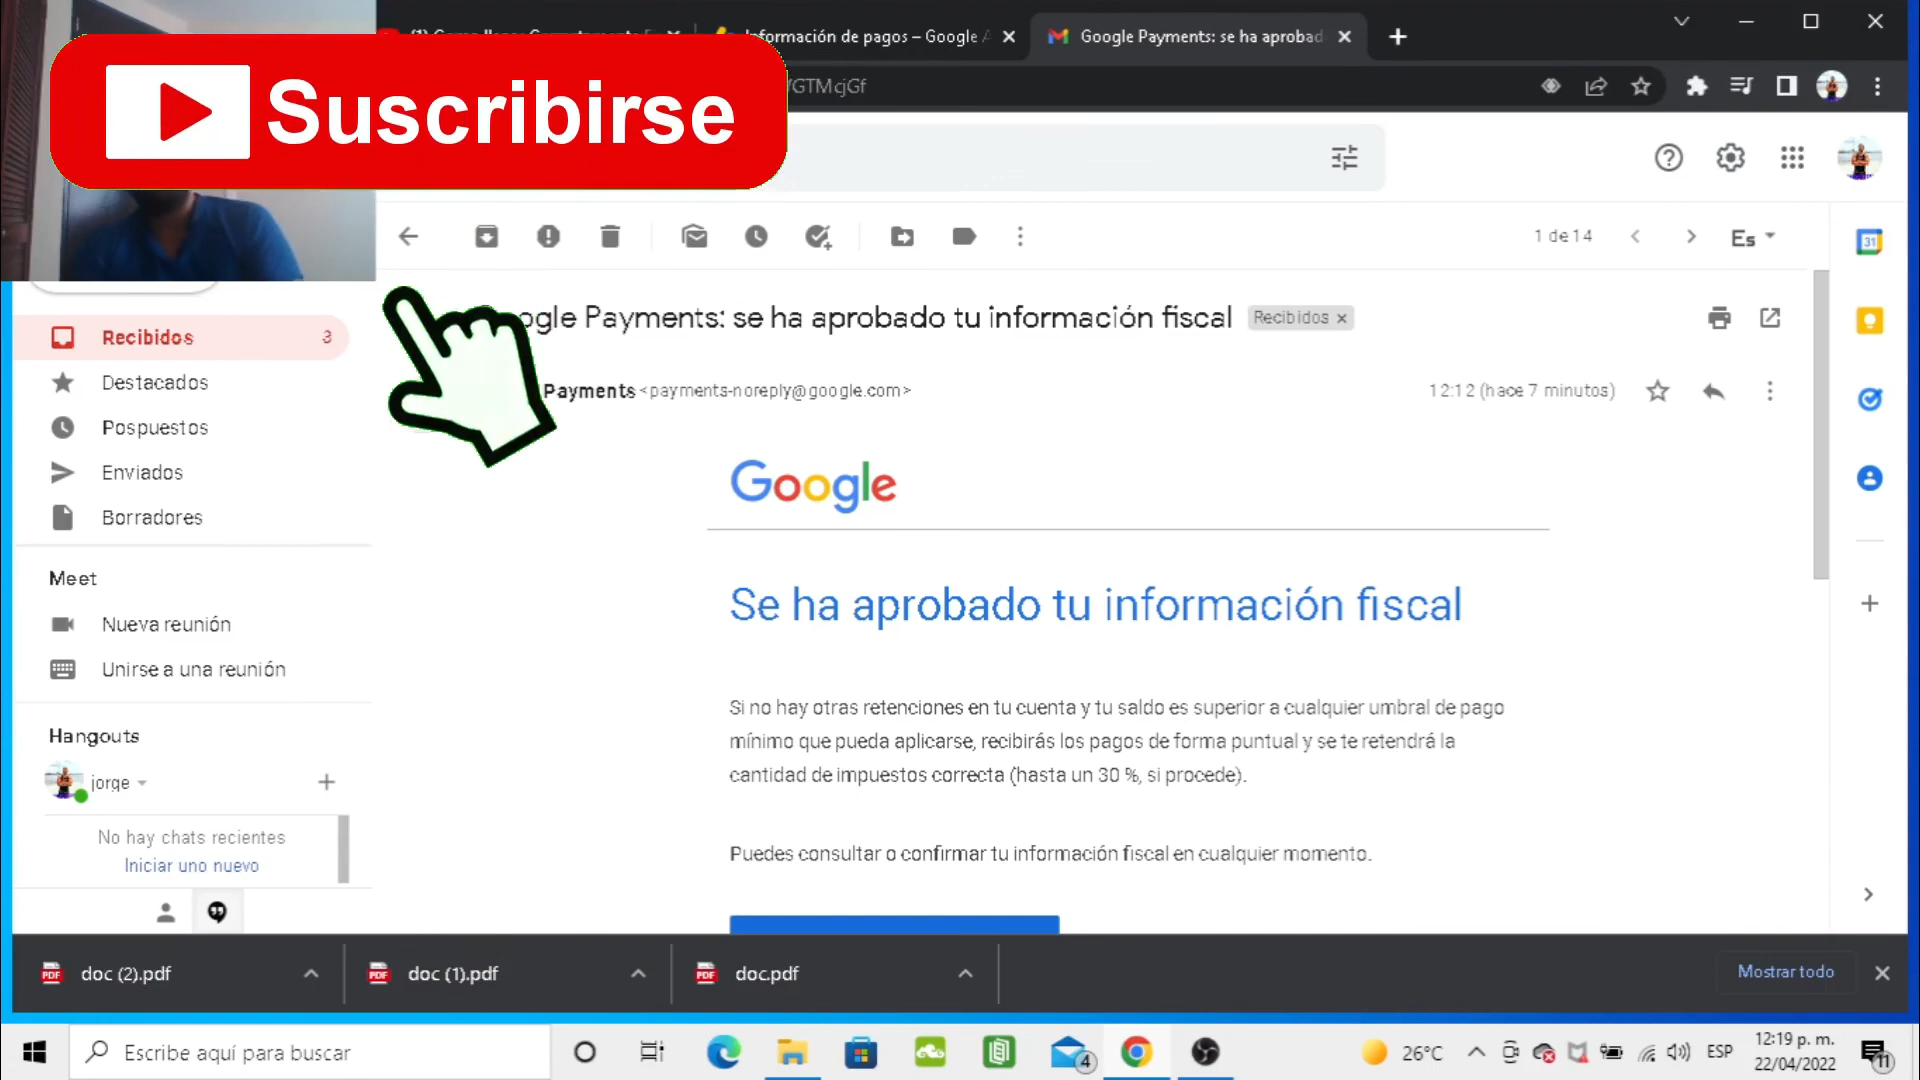 Información de pagos – Google A
Google Payments: se ha aprobad
Suscribirse
/GTMcjGf
1 de 14
Es
ogle Payments: se ha aprobado tu información fiscal
Recibidos ×
Payments <payments-noreply@google.com>
12:12 (hace 7 minutos)
Recibidos
3
Destacados
Pospuestos
Enviados
Borradores
Meet
Nueva reunión
Unirse a una reunión
Hangouts
jorge
No hay chats recientes
Iniciar uno nuevo
Google
Se ha aprobado tu información fiscal
Si no hay otras retenciones en tu cuenta y tu saldo es superior a cualquier umbral de pago
mínimo que pueda aplicarse, recibirás los pagos de forma puntual y se te retendrá la
cantidad de impuestos correcta (hasta un 30 %, si procede).
Puedes consultar o confirmar tu información fiscal en cualquier momento.
31
PDF doc (2).pdf
PDF doc (1).pdf
PDF doc.pdf
Mostrar todo
Escribe aquí para buscar
4
26°C
ESP
12:19 p. m.
22/04/2022
11